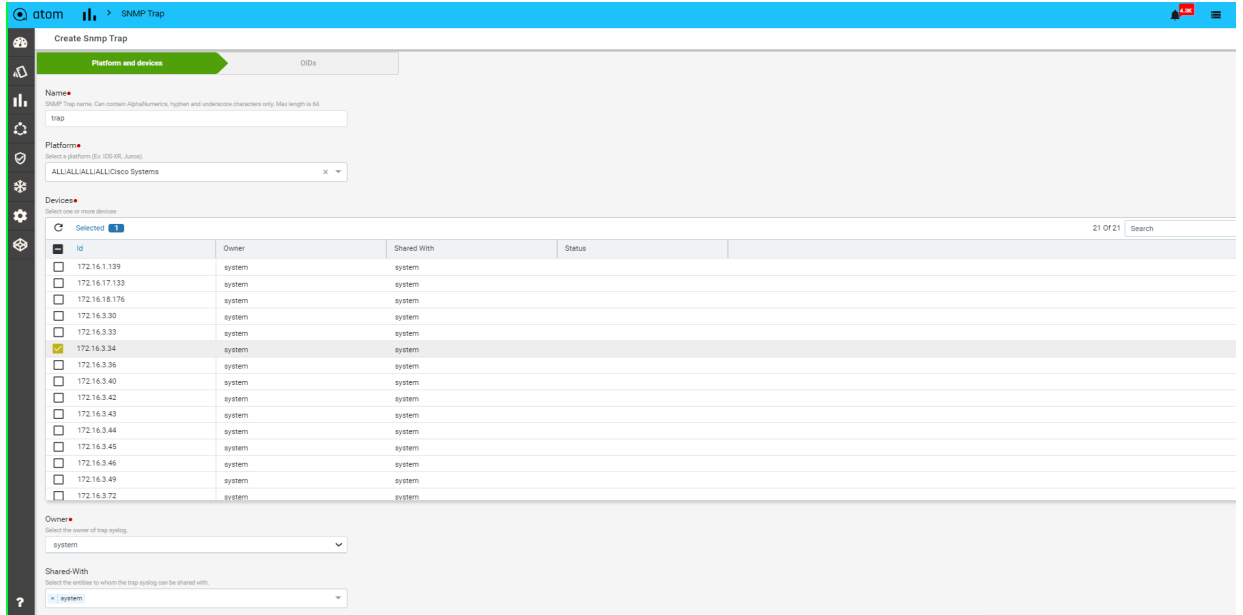 atom > SNMP Trap 4.3K
Create Snmp Trap
Platform and devices OIDs
Name
SNMP Trap name. Can contain AlphaNumerics, hyphen and underscore characters only. Max length is 64
trap
Platform
Select a platform (Ex: IOS-XR, Junos).
ALL|ALL|ALL|ALL|Cisco Systems
Devices
Select one or more devices
Selected 1 21 Of 21 Search
Id Owner Shared With Status
172.16.1.139 system system
172.16.17.133 system system
172.16.18.176 system system
172.16.3.30 system system
172.16.3.33 system system
172.16.3.34 system system
172.16.3.36 system system
172.16.3.40 system system
172.16.3.42 system system
172.16.3.43 system system
172.16.3.44 system system
172.16.3.45 system system
172.16.3.46 system system
172.16.3.49 system system
172.16.3.72 system system
Owner
Select the owner of trap syslog.
system
Shared-With
Select the entities to whom the trap syslog can be shared with.
× system
?